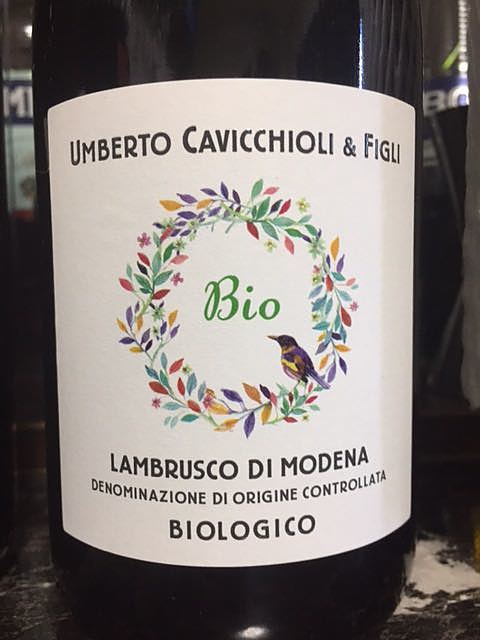 UMBERTO CAVICCHIOLI & FIGLI
Bio
LAMBRUSCO DI MODENA
DENOMINAZIONE DI ORIGINE CONTROLLATA
BIOLOGICO